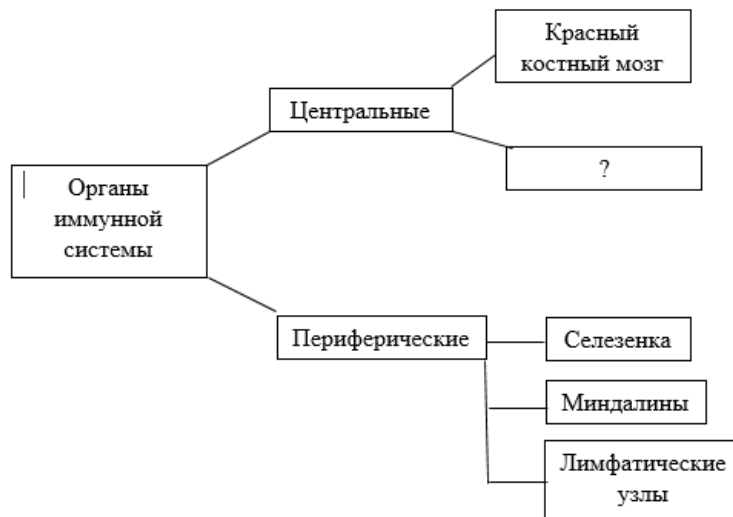 Красный
костный мозг
Центральные
?
Органы
иммунной
системы
Периферические
Селезенка
Миндалины
Лимфатические
узлы